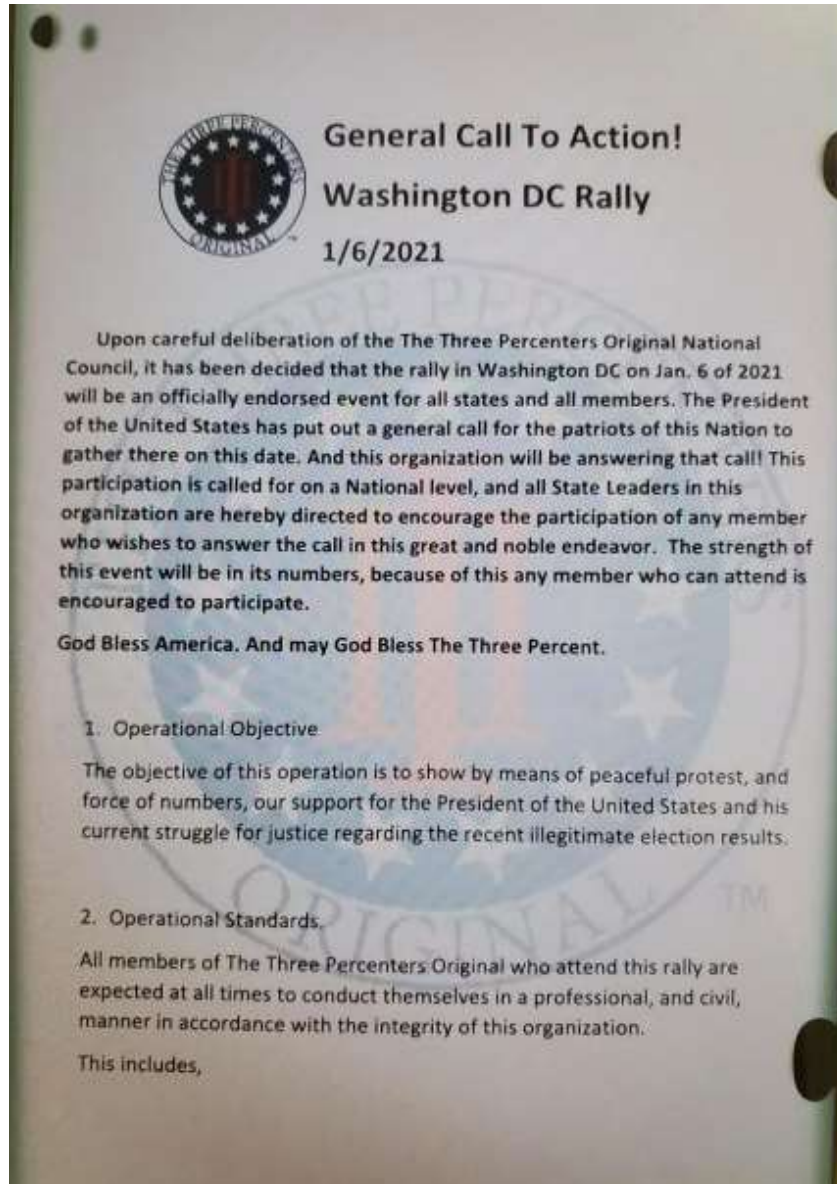 THE THREE PERCENTERS
ORIGINAL
General Call To Action!
Washington DC Rally
1/6/2021
Upon careful deliberation of the The Three Percenters Original National
Council, it has been decided that the rally in Washington DC on Jan. 6 of 2021
will be an officially endorsed event for all states and all members. The President
of the United States has put out a general call for the patriots of this Nation to
gather there on this date. And this organization will be answering that call! This
participation is called for on a National level, and all State Leaders in this
organization are hereby directed to encourage the participation of any member
who wishes to answer the call in this great and noble endeavor. The strength of
this event will be in its numbers, because of this any member who can attend is
encouraged to participate.
God Bless America. And may God Bless The Three Percent.
1. Operational Objective
The objective of this operation is to show by means of peaceful protest, and
force of numbers, our support for the President of the United States and his
current struggle for justice regarding the recent illegitimate election results.
ORIGINAL TM
2. Operational Standards.
All members of The Three Percenters Original who attend this rally are
expected at all times to conduct themselves in a professional, and civil,
manner in accordance with the integrity of this organization.
This includes,